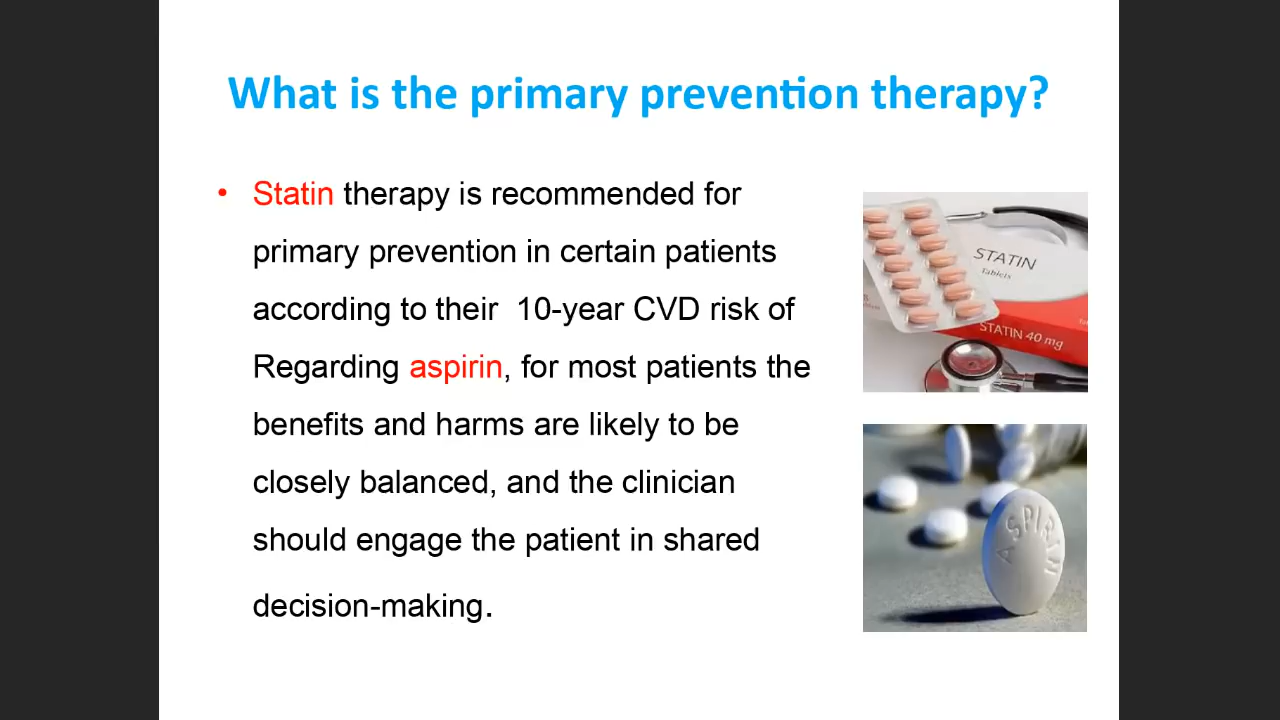 What is the primary prevention therapy?
• Statin therapy is recommended for
primary prevention in certain patients
according to their 10-year CVD risk of
Regarding aspirin, for most patients the
benefits and harms are likely to be
closely balanced, and the clinician
should engage the patient in shared
decision-making.
STATIN
Tablets
STATIN 40 mg
ASPIRIN